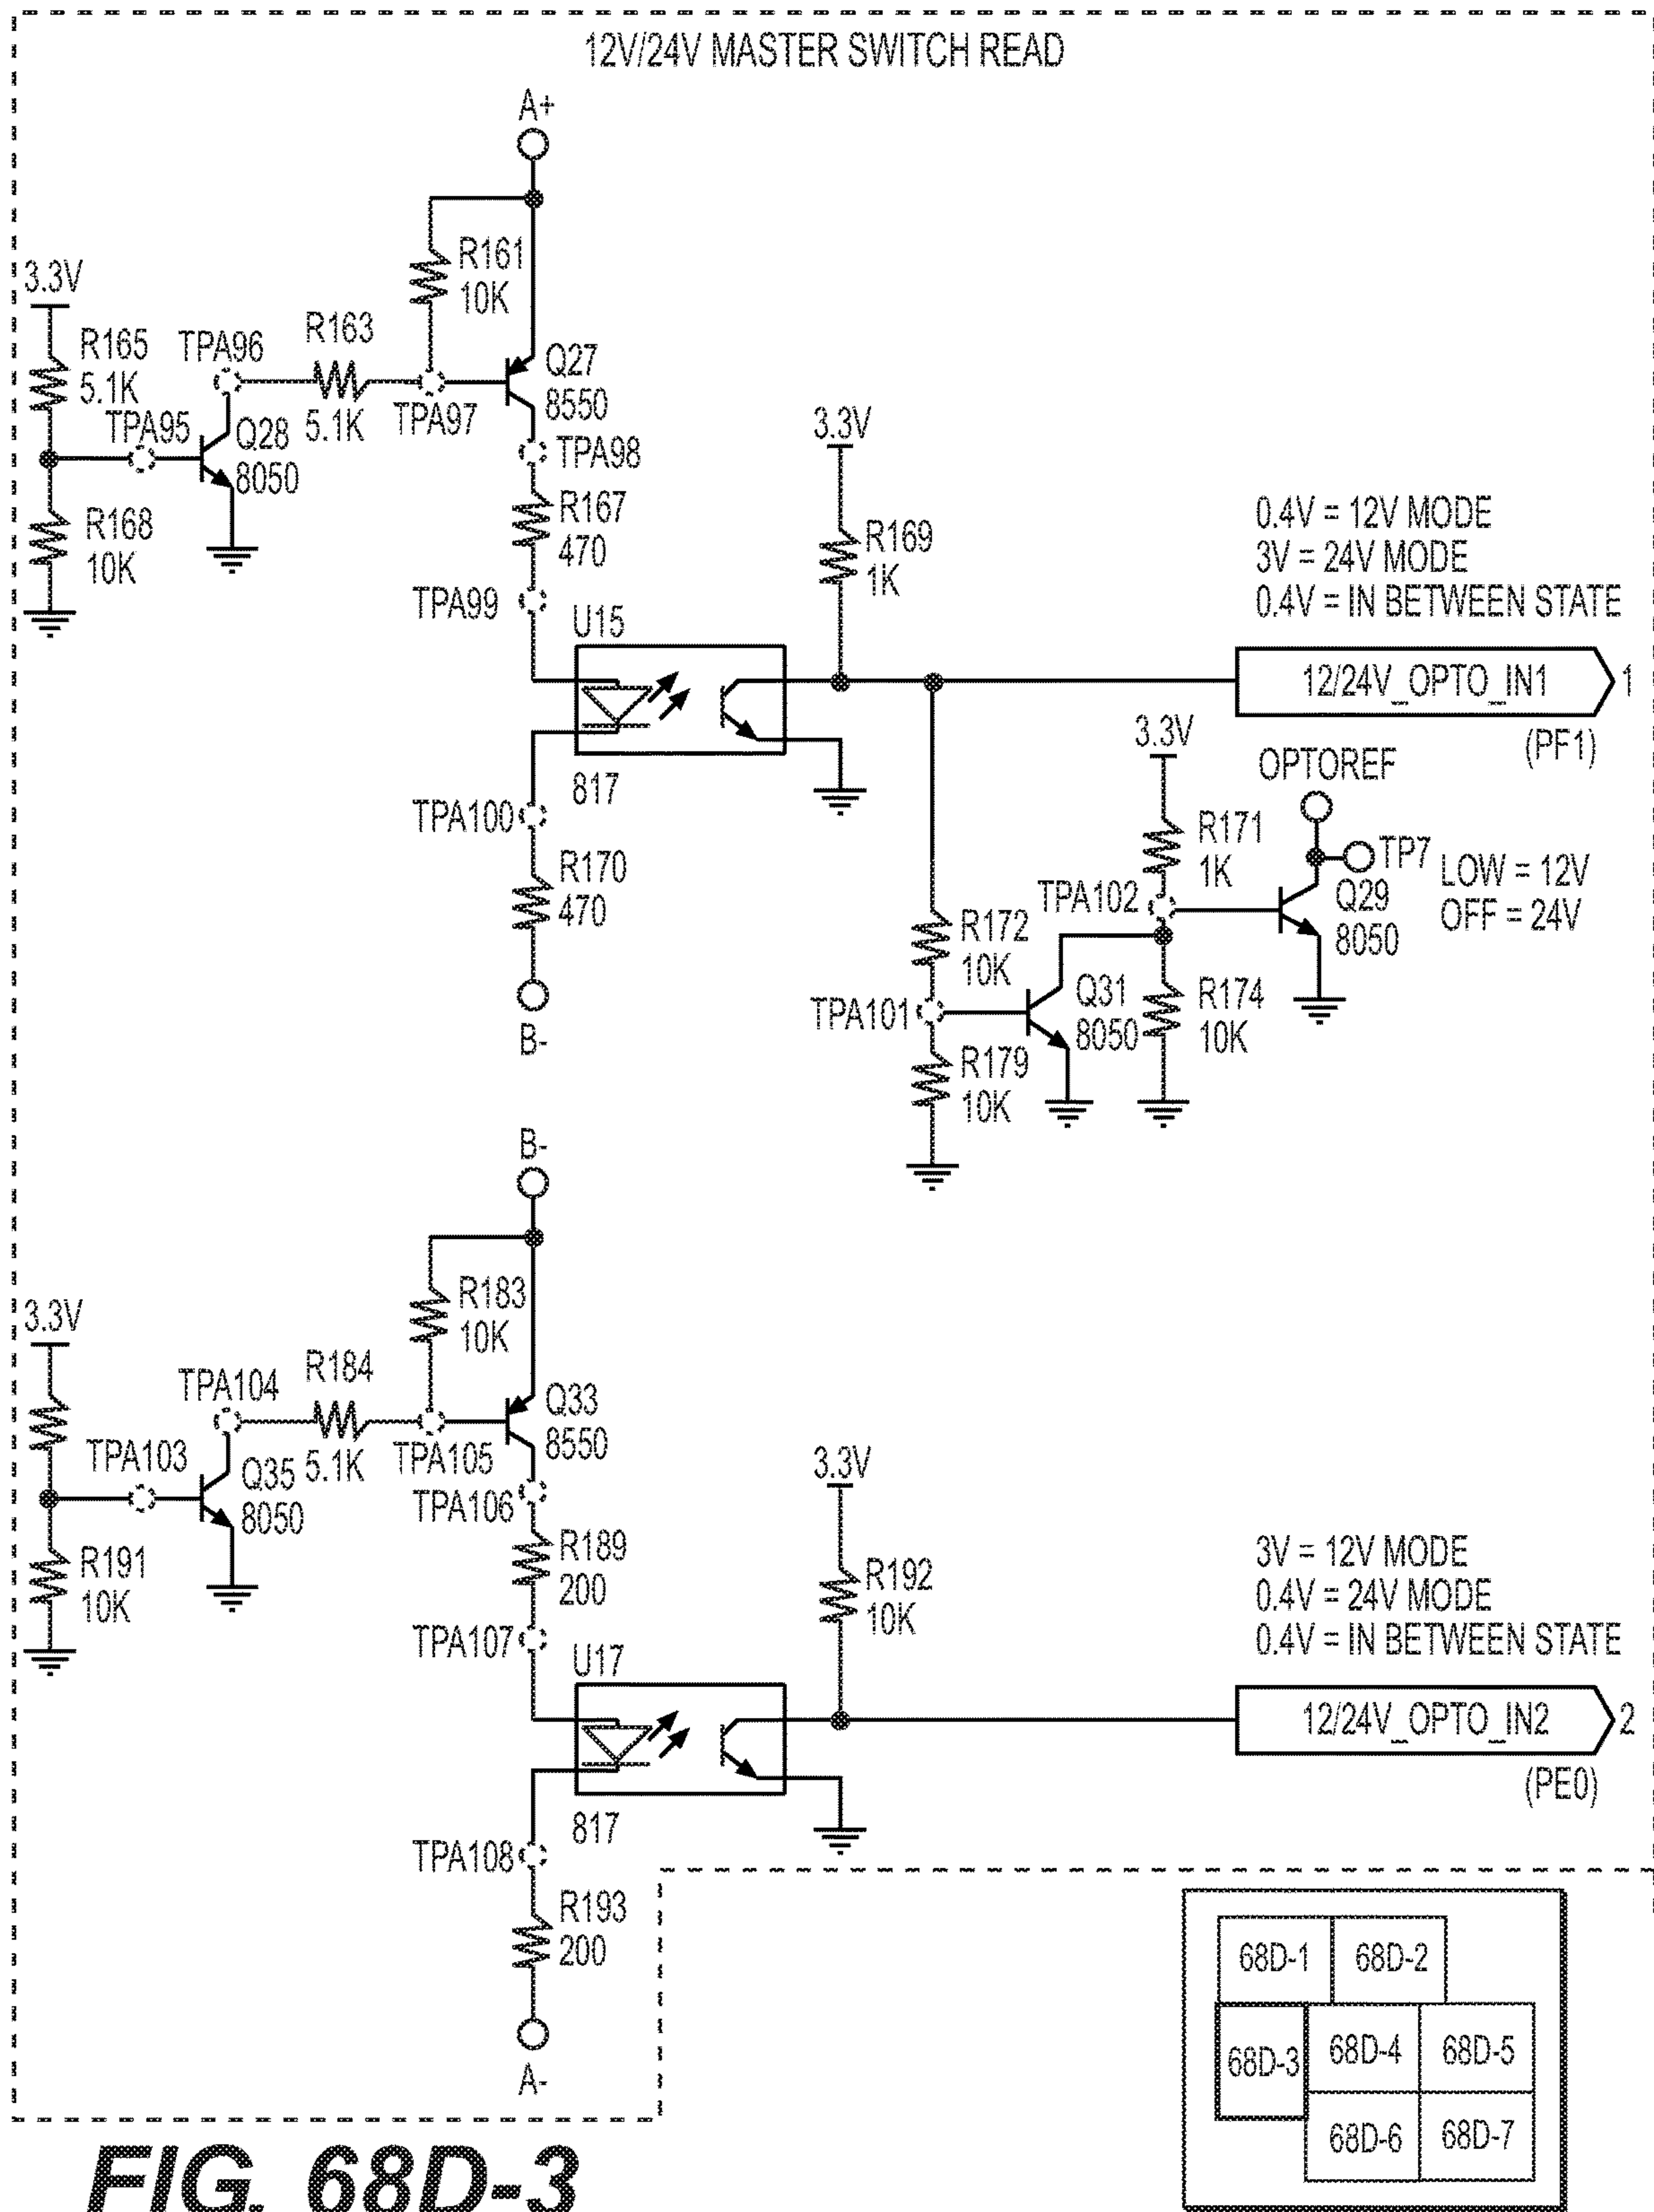 12V/24V MASTER SWITCH READ
A+
R161
10K
3.3V
R165
5.1K
TPA96
R163
5.1K
TPA97
Q27
8550
TPA95
Q28
8050
TPA98
R168
10K
R167
470
3.3V
R169
1K
TPA99
U15
817
0.4V = 12V MODE
3V = 24V MODE
0.4V = IN BETWEEN STATE
12/24V_OPTO_IN1
1
(PF1)
TPA100
R170
470
B-
3.3V
OPTOREF
R171
1K
TP7
LOW = 12V
OFF = 24V
TPA102
Q29
8050
R172
10K
TPA101
Q31
8050
R174
10K
R179
10K
B-
R183
10K
3.3V
TPA104
R184
5.1K
TPA105
Q33
8550
TPA103
Q35
8050
TPA106
R191
10K
R189
200
3.3V
R192
10K
TPA107
U17
817
3V = 12V MODE
0.4V = 24V MODE
0.4V = IN BETWEEN STATE
12/24V_OPTO_IN2
2
(PE0)
TPA108
R193
200
A-
68D-1
68D-2
68D-3
68D-4
68D-5
68D-6
68D-7
FIG. 68D-3